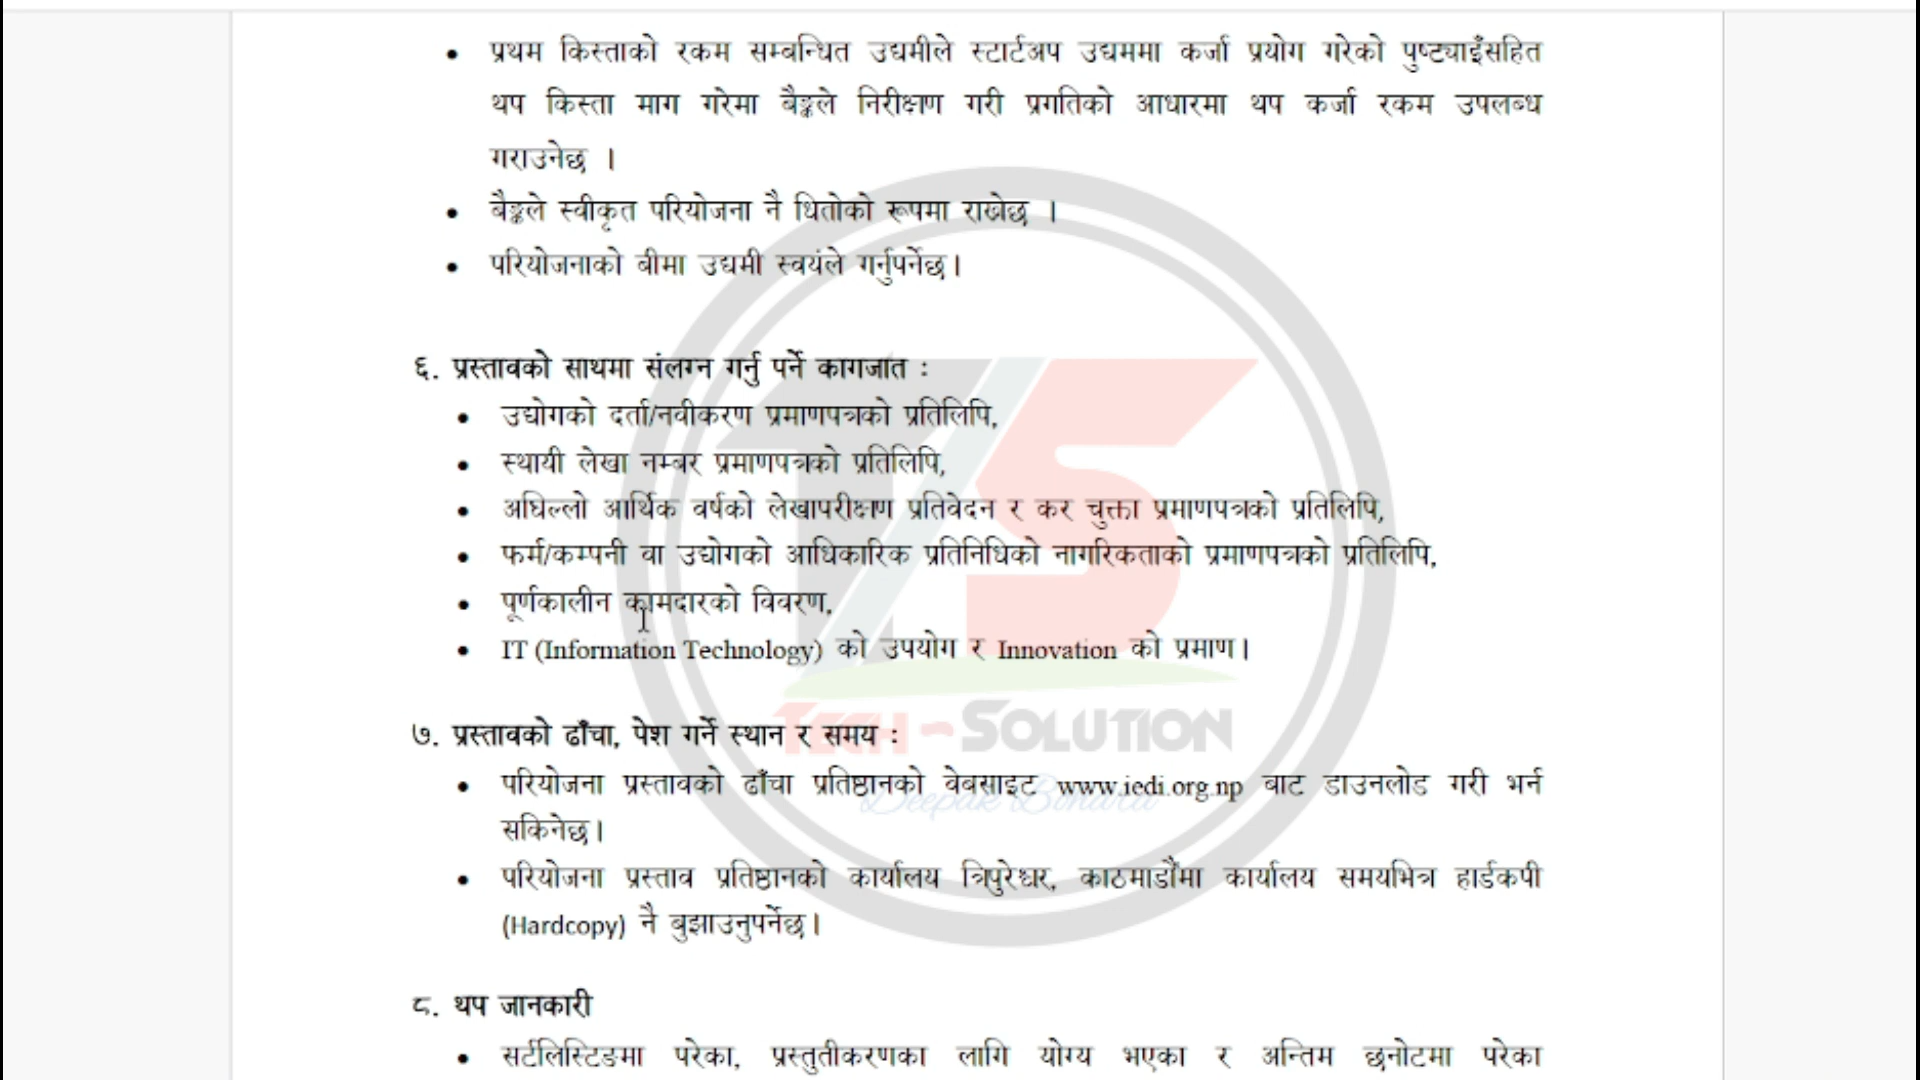 • प्रथम किस्ताको रकम सम्बन्धित उद्यमीले स्टार्टअप उद्यममा कर्जा प्रयोग गरेको पुष्ट्याइँसहित
थप किस्ता माग गरेमा बैङ्कले निरीक्षण गरी प्रगतिको आधारमा थप कर्जा रकम उपलब्ध
गराउनेछ ।
• बैङ्कले स्वीकृत परियोजना नै धितोको रूपमा राख्नेछ ।
• परियोजनाको बीमा उद्यमी स्वयंले गर्नुपर्नेछ।
६. प्रस्तावको साथमा संलग्न गर्नु पर्ने कागजात :
• उद्योगको दर्ता/नवीकरण प्रमाणपत्रको प्रतिलिपि,
• स्थायी लेखा नम्बर प्रमाणपत्रको प्रतिलिपि,
• अघिल्लो आर्थिक वर्षको लेखापरीक्षण प्रतिवेदन र कर चुक्ता प्रमाणपत्रको प्रतिलिपि,
• फर्म/कम्पनी वा उद्योगको आधिकारिक प्रतिनिधिको नागरिकताको प्रमाणपत्रको प्रतिलिपि,
• पूर्णकालीन कामदारको विवरण,
• IT (Information Technology) को उपयोग र Innovation को प्रमाण।
TECH-SOLUTION
७. प्रस्तावको ढाँचा, पेश गर्ने स्थान र समय :
• परियोजना प्रस्तावको ढाँचा प्रतिष्ठानको वेबसाइट www.iedi.org.np बाट डाउनलोड गरी भर्न
सकिनेछ।
Deepak Bohara
• परियोजना प्रस्ताव प्रतिष्ठानको कार्यालय त्रिपुरेश्वर, काठमाडौँमा कार्यालय समयभित्र हार्डकपी
(Hardcopy) नै बुझाउनुपर्नेछ।
८. थप जानकारी
• सर्टलिस्टिङमा परेका, प्रस्तुतीकरणका लागि योग्य भएका र अन्तिम छनोटमा परेका